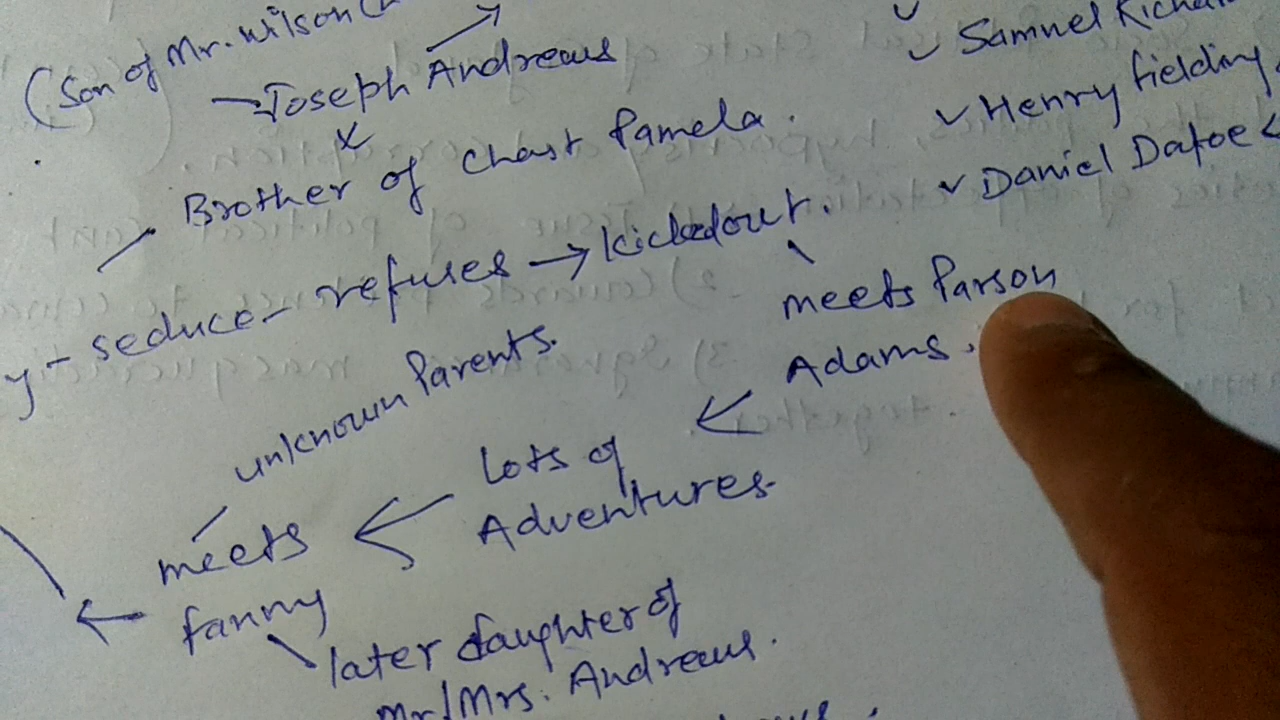 (Son of Mr. Wilson
– Joseph Andrews
Brother of Chast Pamela.
seduce – refuses → kickedout.
meets Parson
Adams.
Lots of
Adventures.
unknown Parents.
meets
fanny
later daughter of
Mr/Mrs. Andrews.
✓ Samuel
✓ Henry fielding
✓ Daniel Dafoe